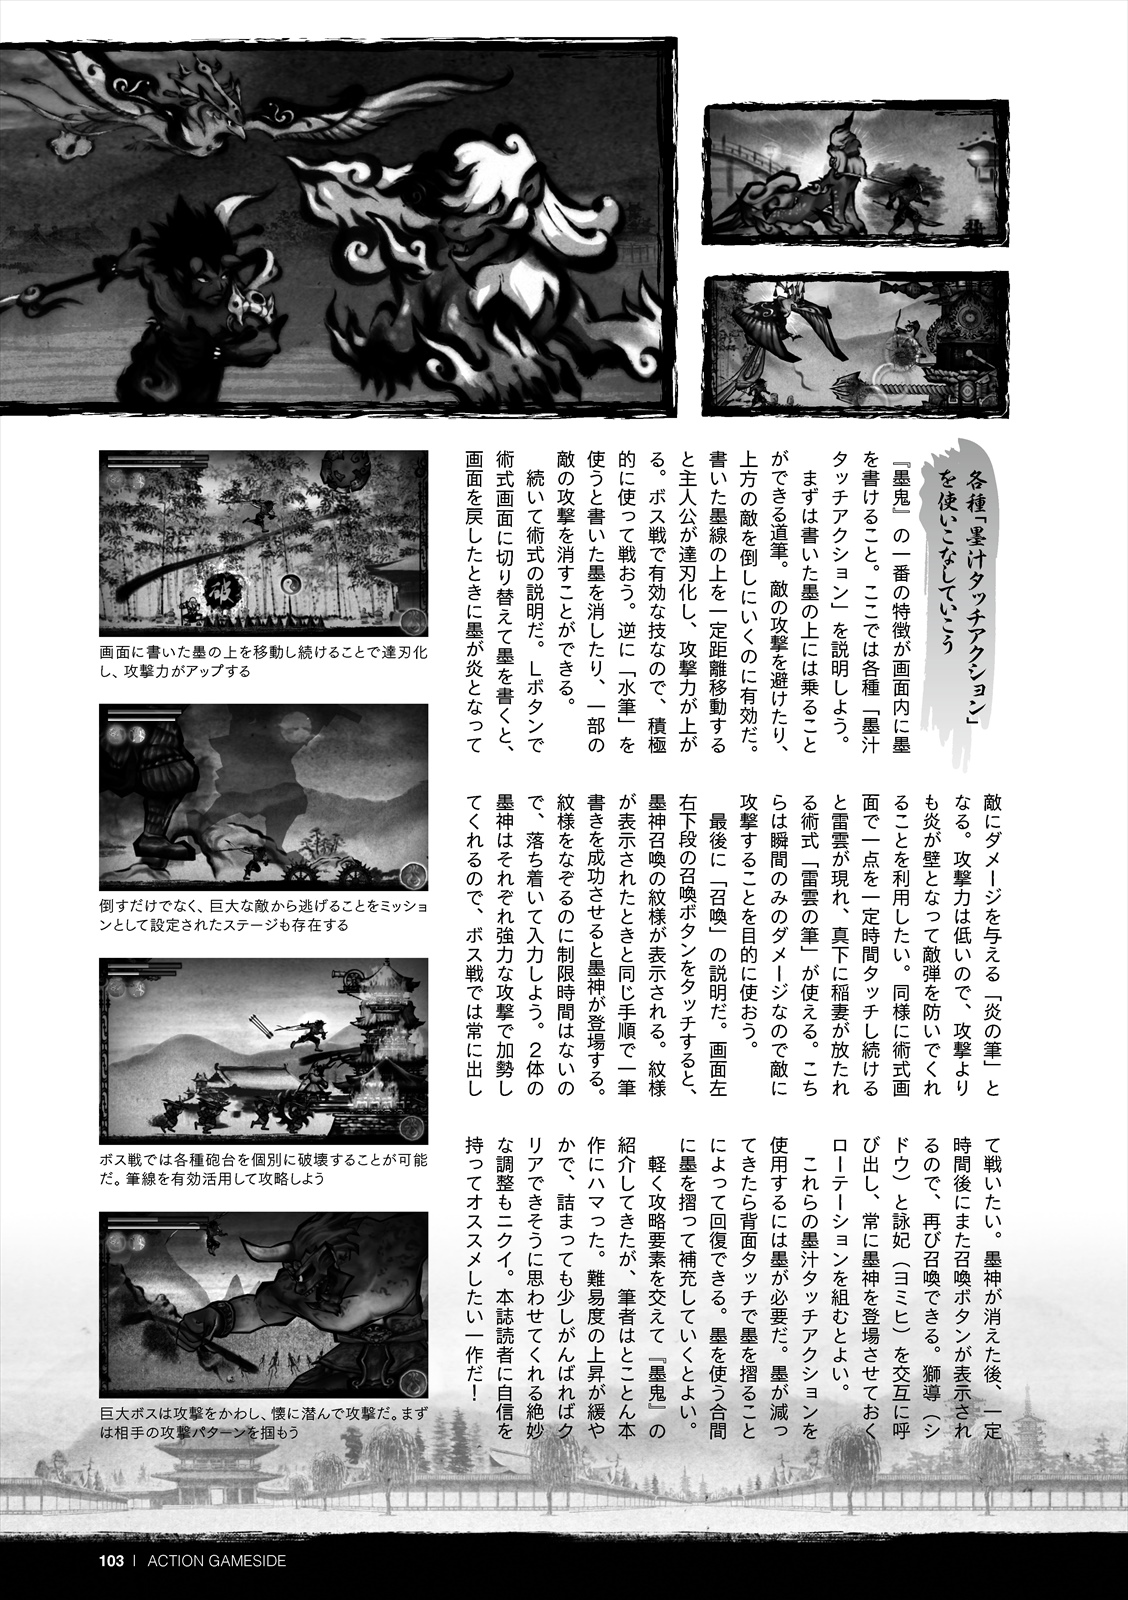 各種「墨汁タッチアクション」
を使いこなしていこう
『墨鬼』の一番の特徴が画面内に墨
を書けること。ここでは各種「墨汁
タッチアクション」を説明しよう。
　まずは書いた墨の上には乗ること
ができる道筆。敵の攻撃を避けたり、
上方の敵を倒しにいくのに有効だ。
書いた墨線の上を一定距離移動する
と主人公が達刃化し、攻撃力が上が
る。ボス戦で有効な技なので、積極
的に使って戦おう。逆に「水筆」を
使うと書いた墨を消したり、一部の
敵の攻撃を消すことができる。
　続いて術式の説明だ。Lボタンで
術式画面に切り替えて墨を書くと、
画面を戻したときに墨が炎となって
敵にダメージを与える「炎の筆」と
なる。攻撃力は低いので、攻撃より
も炎が壁となって敵弾を防いでくれ
ることを利用したい。同様に術式画
面で一点を一定時間タッチし続ける
と雷雲が現れ、真下に稲妻が放たれ
る術式「雷雲の筆」が使える。こち
らは瞬間のみのダメージなので敵に
攻撃することを目的に使おう。
　最後に「召喚」の説明だ。画面左
右下段の召喚ボタンをタッチすると、
墨神召喚の紋様が表示される。紋様
が表示されたときと同じ手順で一筆
書きを成功させると墨神が登場する。
紋様をなぞるのに制限時間はないの
で、落ち着いて入力しよう。2体の
墨神はそれぞれ強力な攻撃で加勢し
てくれるので、ボス戦では常に出し
て戦いたい。墨神が消えた後、一定
時間後にまた召喚ボタンが表示され
るので、再び召喚できる。獅導（シ
ドウ）と詠妃（ヨミヒ）を交互に呼
び出し、常に墨神を登場させておく
ローテーションを組むとよい。
　これらの墨汁タッチアクションを
使用するには墨が必要だ。墨が減っ
てきたら背面タッチで墨を摺ること
によって回復できる。墨を使う合間
に墨を摺って補充していくとよい。
　軽く攻略要素を交えて『墨鬼』の
紹介してきたが、筆者はとことん本
作にハマった。難易度の上昇が緩や
かで、詰まっても少しがんばればク
リアできそうに思わせてくれる絶妙
な調整もニクイ。本誌読者に自信を
持ってオススメしたい一作だ！
画面に書いた墨の上を移動し続けることで達刃化
し、攻撃力がアップする
倒すだけでなく、巨大な敵から逃げることをミッショ
ンとして設定されたステージも存在する
ボス戦では各種砲台を個別に破壊することが可能
だ。筆線を有効活用して攻略しよう
巨大ボスは攻撃をかわし、懐に潜んで攻撃だ。まず
は相手の攻撃パターンを掴もう
103 | ACTION GAMESIDE